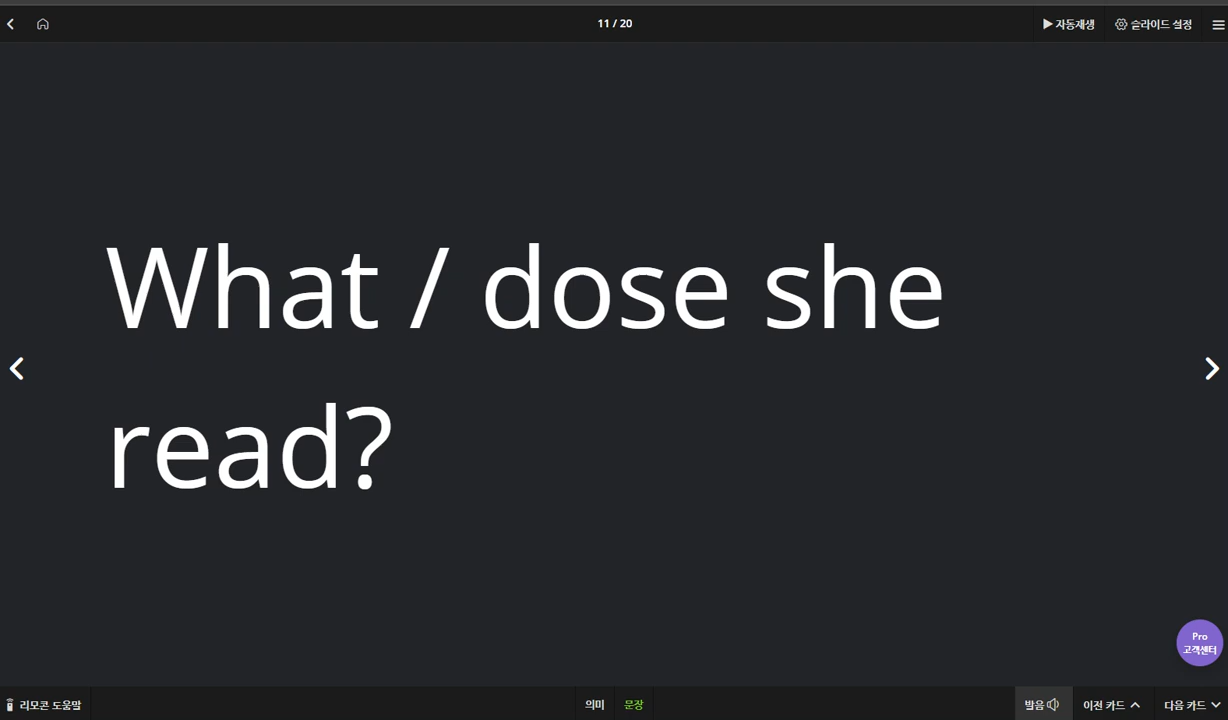 11 / 20
자동재생
슬라이드 설정
What / dose she
read?
Pro
고객센터
리모콘 도움말
의미
문장
발음
이전 카드
다음 카드